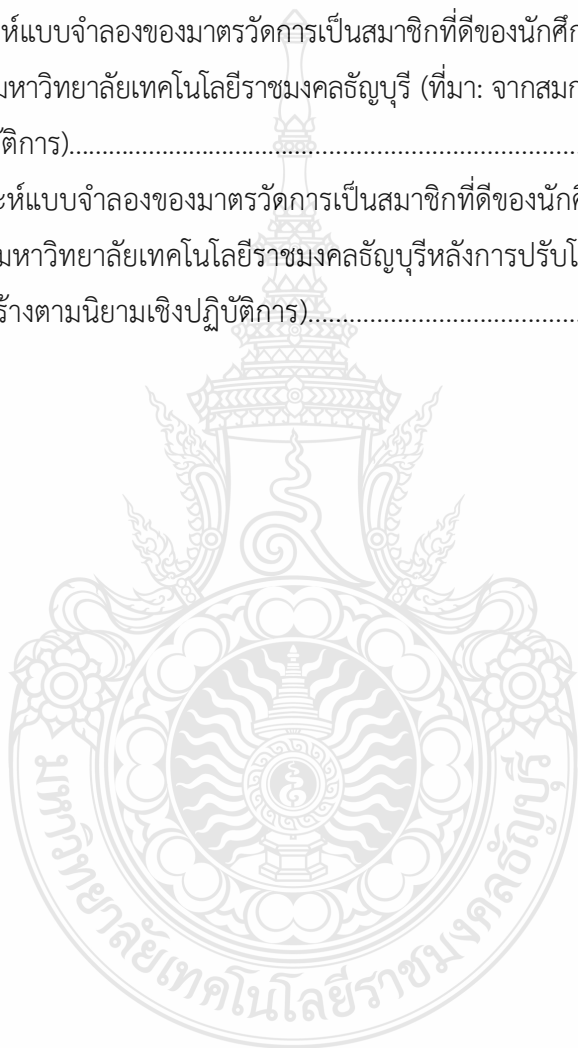 ห์แบบจำลองของมาตรวัดการเป็นสมาชิกที่ดีของนักศึก
มหาวิทยาลัยเทคโนโลยีราชมงคลธัญบุรี (ที่มา: จากสมก
ัติการ)................................................................................
ะห์แบบจำลองของมาตรวัดการเป็นสมาชิกที่ดีของนักศึ
มหาวิทยาลัยเทคโนโลยีราชมงคลธัญบุรีหลังการปรับโ
ร้างตามนิยามเชิงปฏิบัติการ)..........................................
มหาวิทยาลัยเทคโนโลยีราชมงคลธัญบุรี